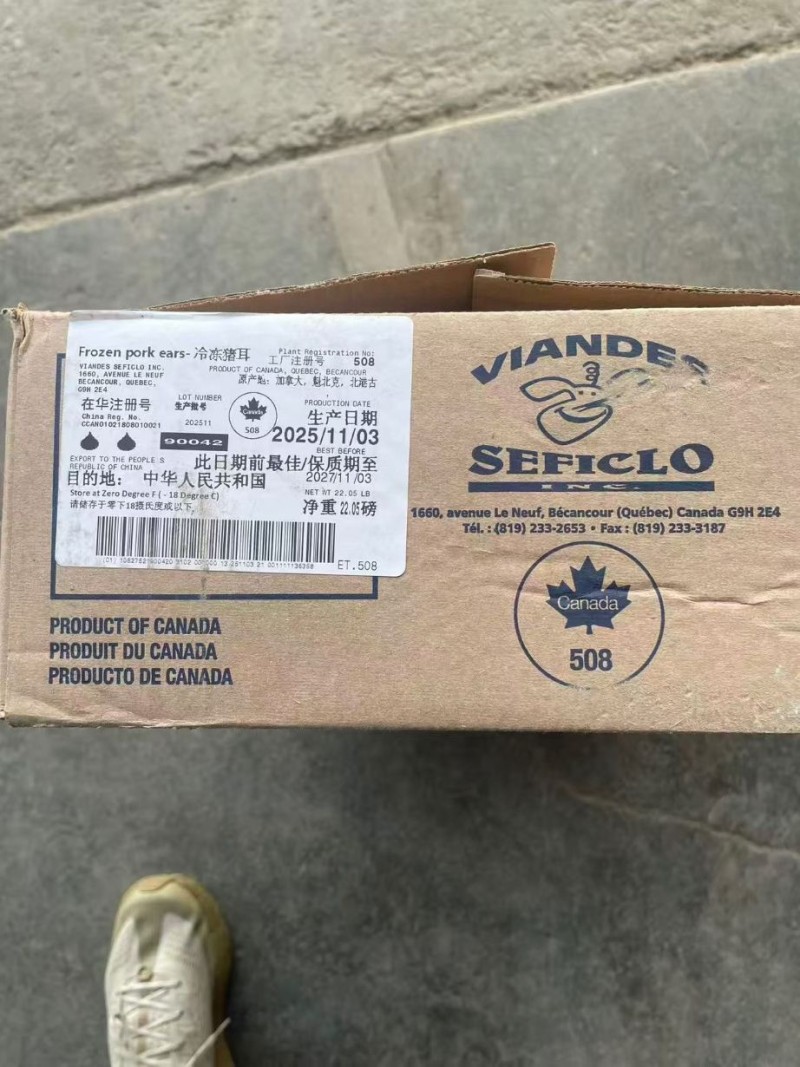 Frozen pork ears- 冷冻猪耳
Plant Registration No:
工厂注册号 508
VIANDES SEFICLO INC.
1660, AVENUE LE NEUF
BECANCOUR, QUEBEC,
G9H 2E4
PRODUCT OF CANADA, QUEBEC, BECANCOUR
原产地: 加拿大, 魁北克, 北能古
在华注册号
China Reg. No.
CCAN01021808010021
LOT NUMBER
生产批号
202511
Canada
508
PRODUCTION DATE
生产日期
2025/11/03
90042
BEST BEFORE
此日期前最佳/保质期至
2027/11/03
EXPORT TO THE PEOPLE'S
REPUBLIC OF CHINA
目的地: 中华人民共和国
Store at Zero Degree F ( - 18 Degree C)
请储存于零下18摄氏度或以下
NET WT 22.05 LB
净重 22.05磅
ET.508
VIANDES
SEFICLO
INC.
1660, avenue Le Neuf, Bécancour (Québec) Canada G9H 2E4
Tél. : (819) 233-2653 • Fax : (819) 233-3187
Canada
508
PRODUCT OF CANADA
PRODUIT DU CANADA
PRODUCTO DE CANADA